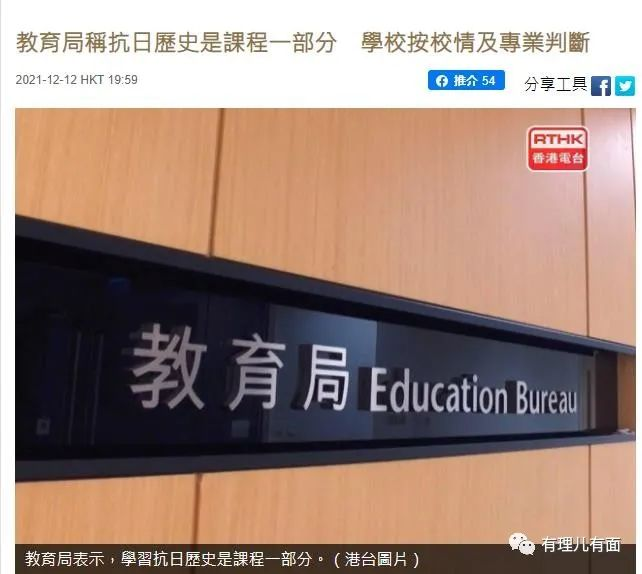 教育局稱抗日歷史是課程一部分　學校按校情及專業判斷
2021-12-12 HKT 19:59
推介 54
分享工具
RTHK
香港電台
教育局 Education Bureau
教育局表示，學習抗日歷史是課程一部分。（港台圖片）
有理儿有面